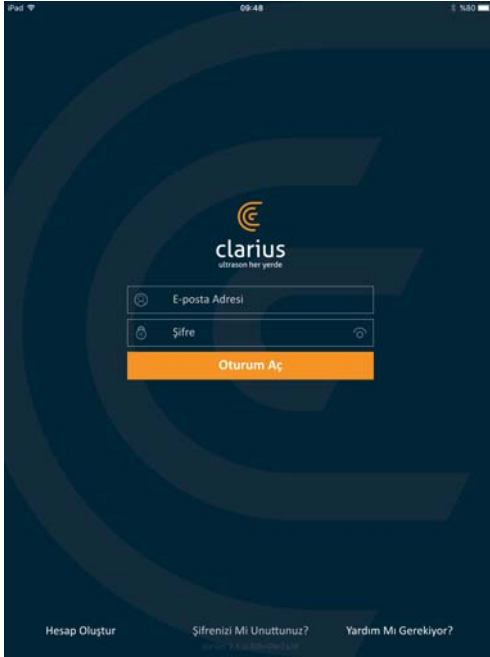 iPad 09:48 %80
clarius
ultrason her yerde
E-posta Adresi
Şifre
Oturum Aç
Hesap Oluştur Şifrenizi Mi Unuttunuz? Yardım Mı Gerekiyor?